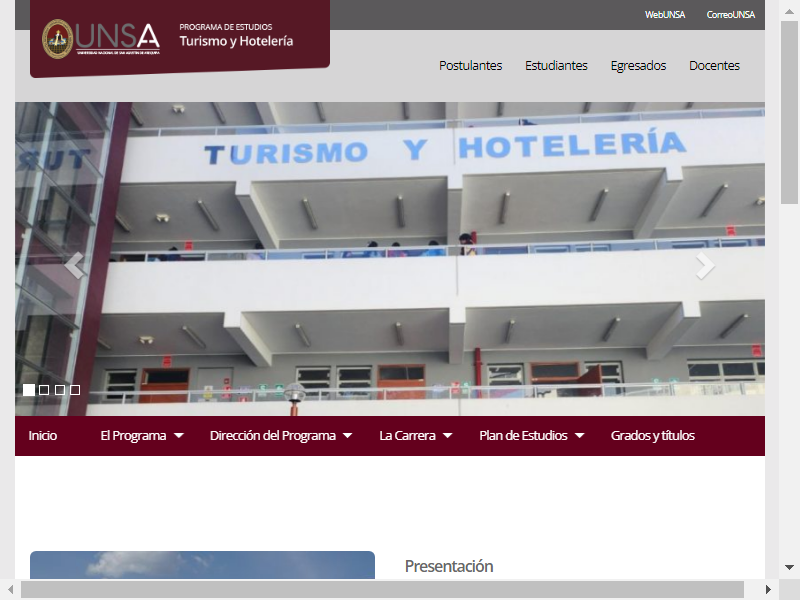 WebUNSA CorreoUNSA
UNSA
UNIVERSIDAD NACIONAL DE SAN AGUSTÍN DE AREQUIPA
PROGRAMA DE ESTUDIOS
Turismo y Hotelería
Postulantes Estudiantes Egresados Docentes
TURISMO Y HOTELERÍA
Inicio El Programa Dirección del Programa La Carrera Plan de Estudios Grados y títulos
Presentación